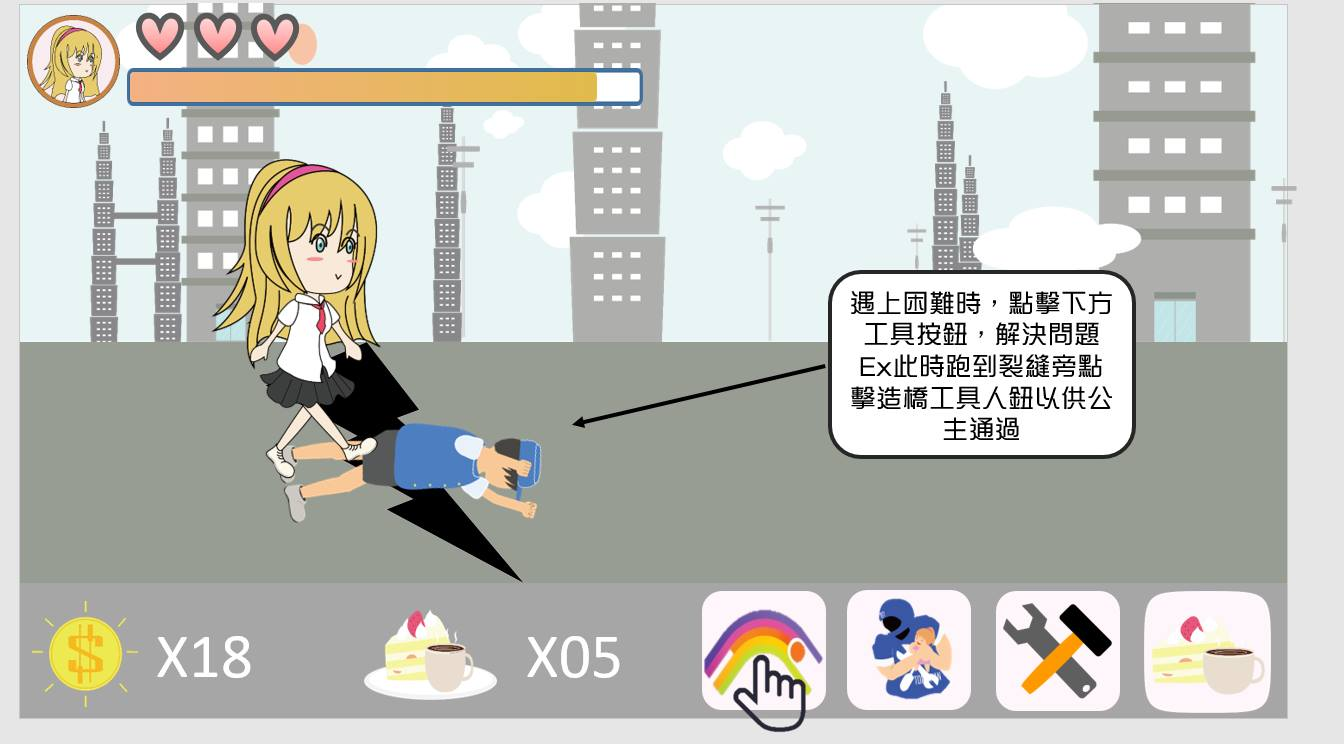 遇上困難時，點擊下方
工具按鈕，解決問題
Ex此時跑到裂縫旁點
擊造橋工具人鈕以供公
主通過
$ X18
X05